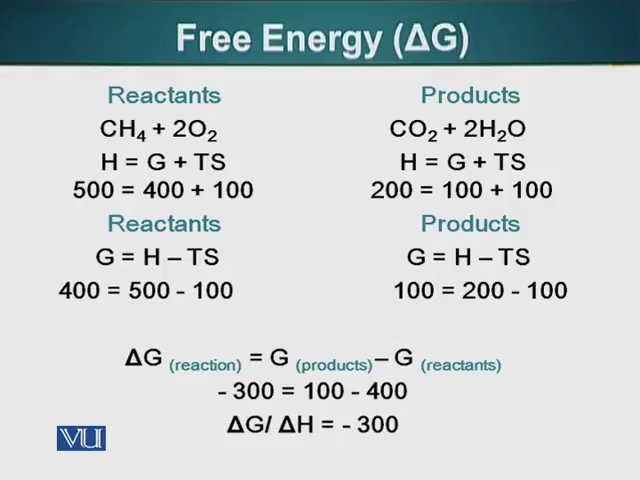 Free Energy (ΔG)
Reactants
CH₄ + 2O₂
H = G + TS
500 = 400 + 100
Products
CO₂ + 2H₂O
H = G + TS
200 = 100 + 100
Reactants
G = H – TS
400 = 500 - 100
Products
G = H – TS
100 = 200 - 100
ΔG (reaction) = G (products) – G (reactants)
- 300 = 100 - 400
ΔG/ ΔH = - 300
VU